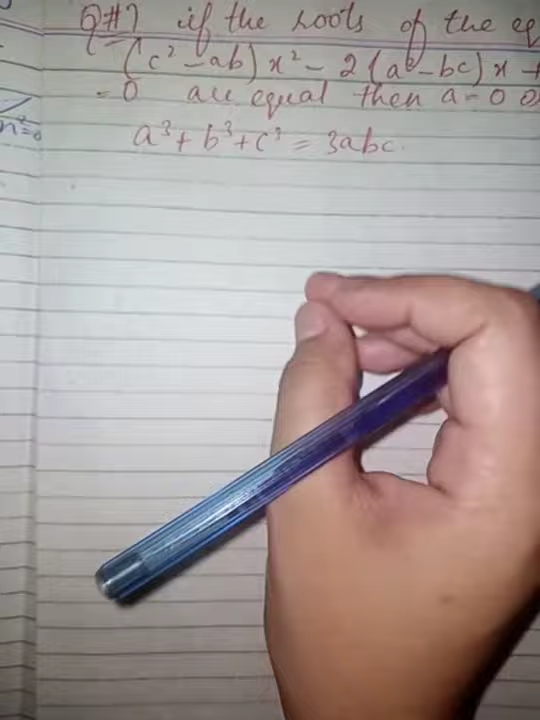 Q#7 if the roots of the eq
(c² - ab) x² - 2(a² - bc) x +
= 0 are equal then a = 0 o
a³ + b³ + c³ = 3abc.